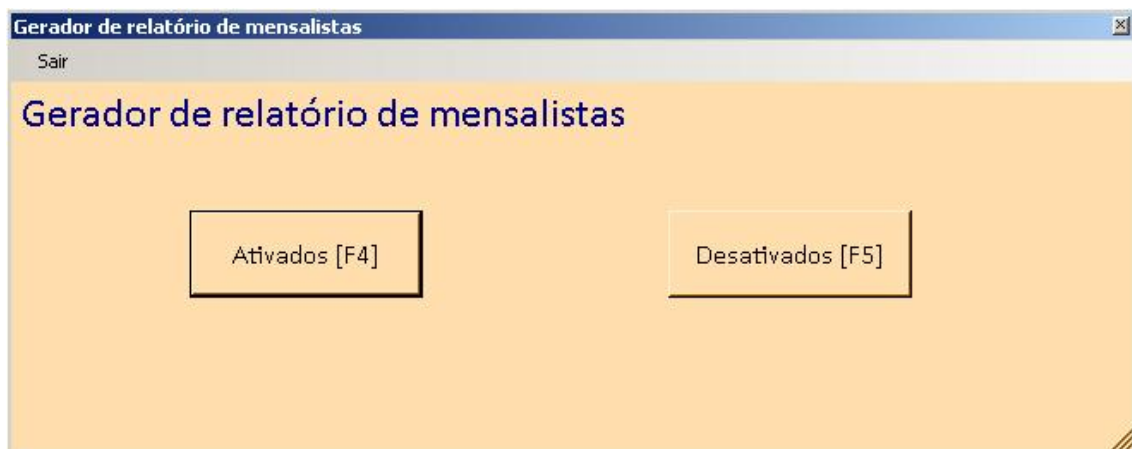 Gerador de relatório de mensalistas
Sair
Gerador de relatório de mensalistas
Ativados [F4]
Desativados [F5]